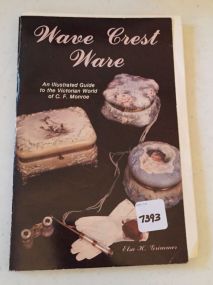 Wave Crest
Ware
An Illustrated Guide
to the Victorian World
of C. F. Monroe
7393
Elsa H. Grimmer